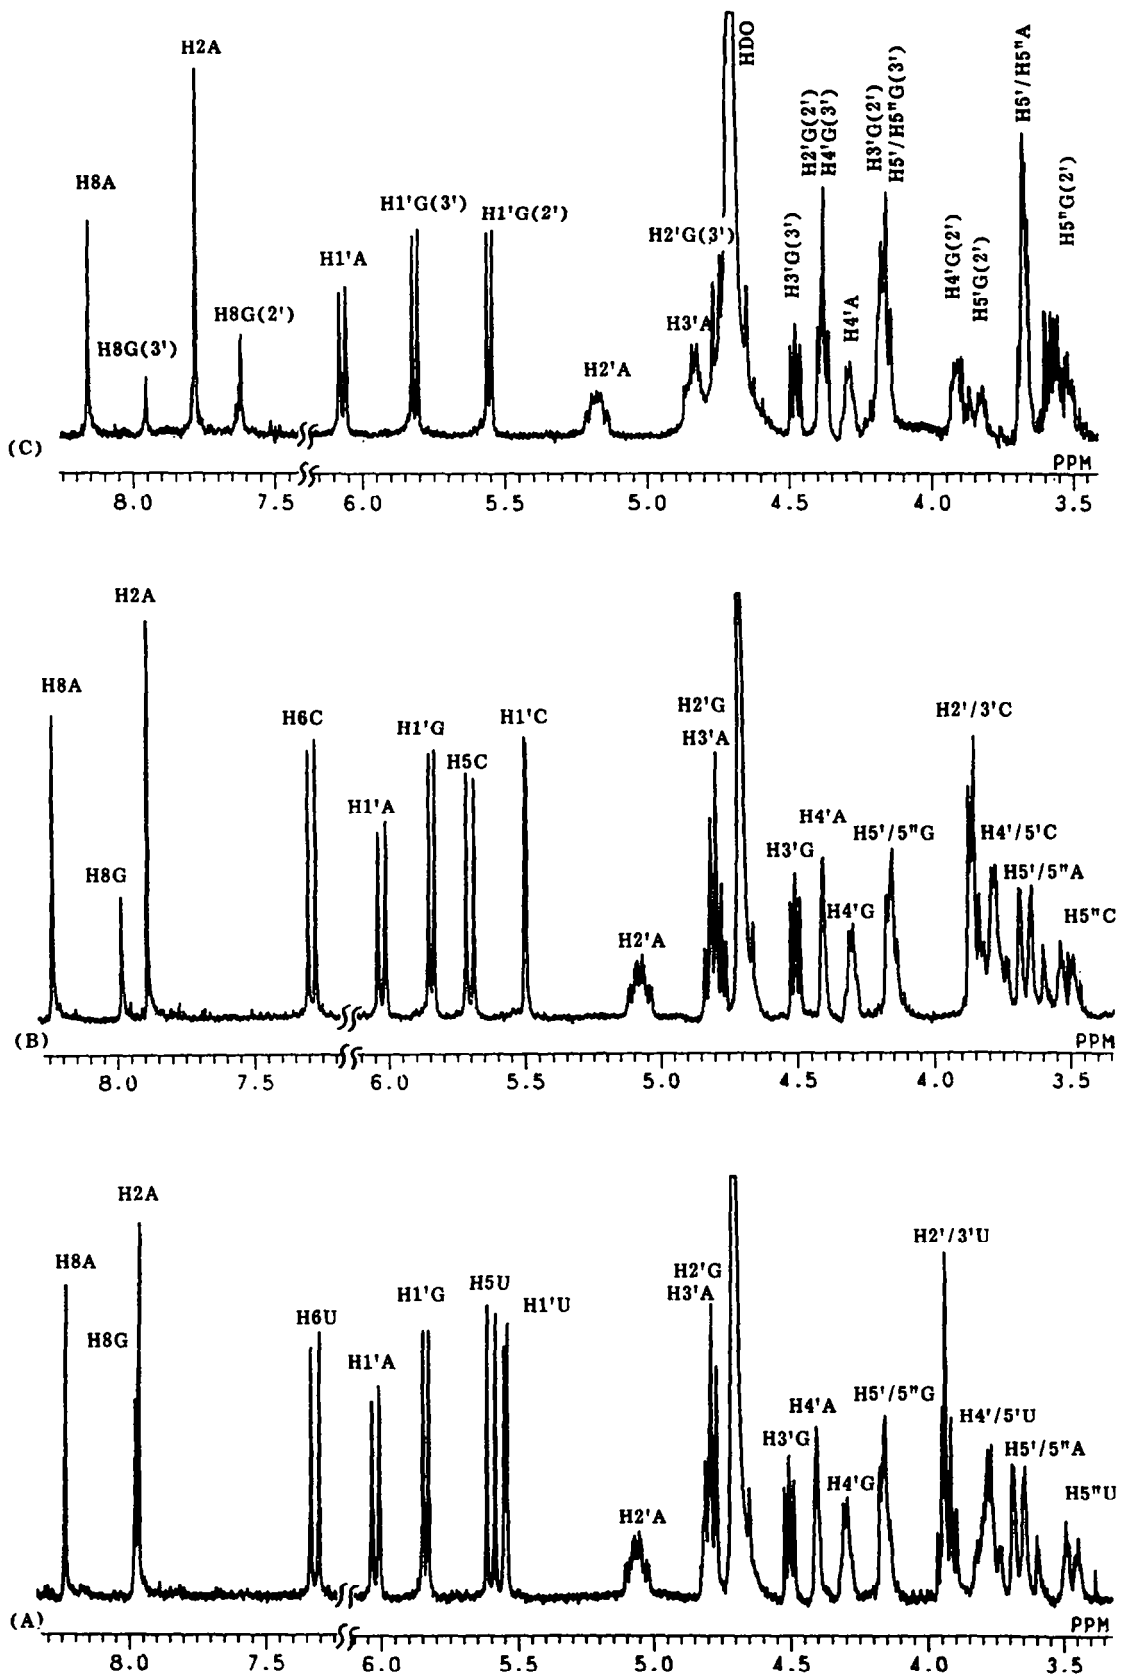 HDO
H5'/H5"A
H2A
H2'G(2')
H4'G(3')
H3'G(2')
H5'/H5"G(3')
H8A
H1'G(3')
H1'G(2')
H5"G(2')
H2'G(3')
H3'G(3')
H4'G(2')
H5'G(2')
H1'A
H8G(2')
H3'A
H4'A
H8G(3')
H2'A
(C)
PPM
8.0 7.5 6.0 5.5 5.0 4.5 4.0 3.5
H2A
H8A
H2'G
H3'A
H2'/3'C
H6C
H1'G
H1'C
H5C
H1'A
H4'A
H5'/5"G
H4'/5'C
H3'G
H5'/5"A
H8G
H4'G
H5"C
H2'A
(B)
PPM
8.0 7.5 6.0 5.5 5.0 4.5 4.0 3.5
H2A
H2'/3'U
H8A
H2'G
H3'A
H5U
H1'G
H1'U
H6U
H8G
H1'A
H5'/5"G
H4'A
H4'/5'U
H3'G
H5'/5"A
H4'G
H5"U
H2'A
(A)
PPM
8.0 7.5 6.0 5.5 5.0 4.5 4.0 3.5